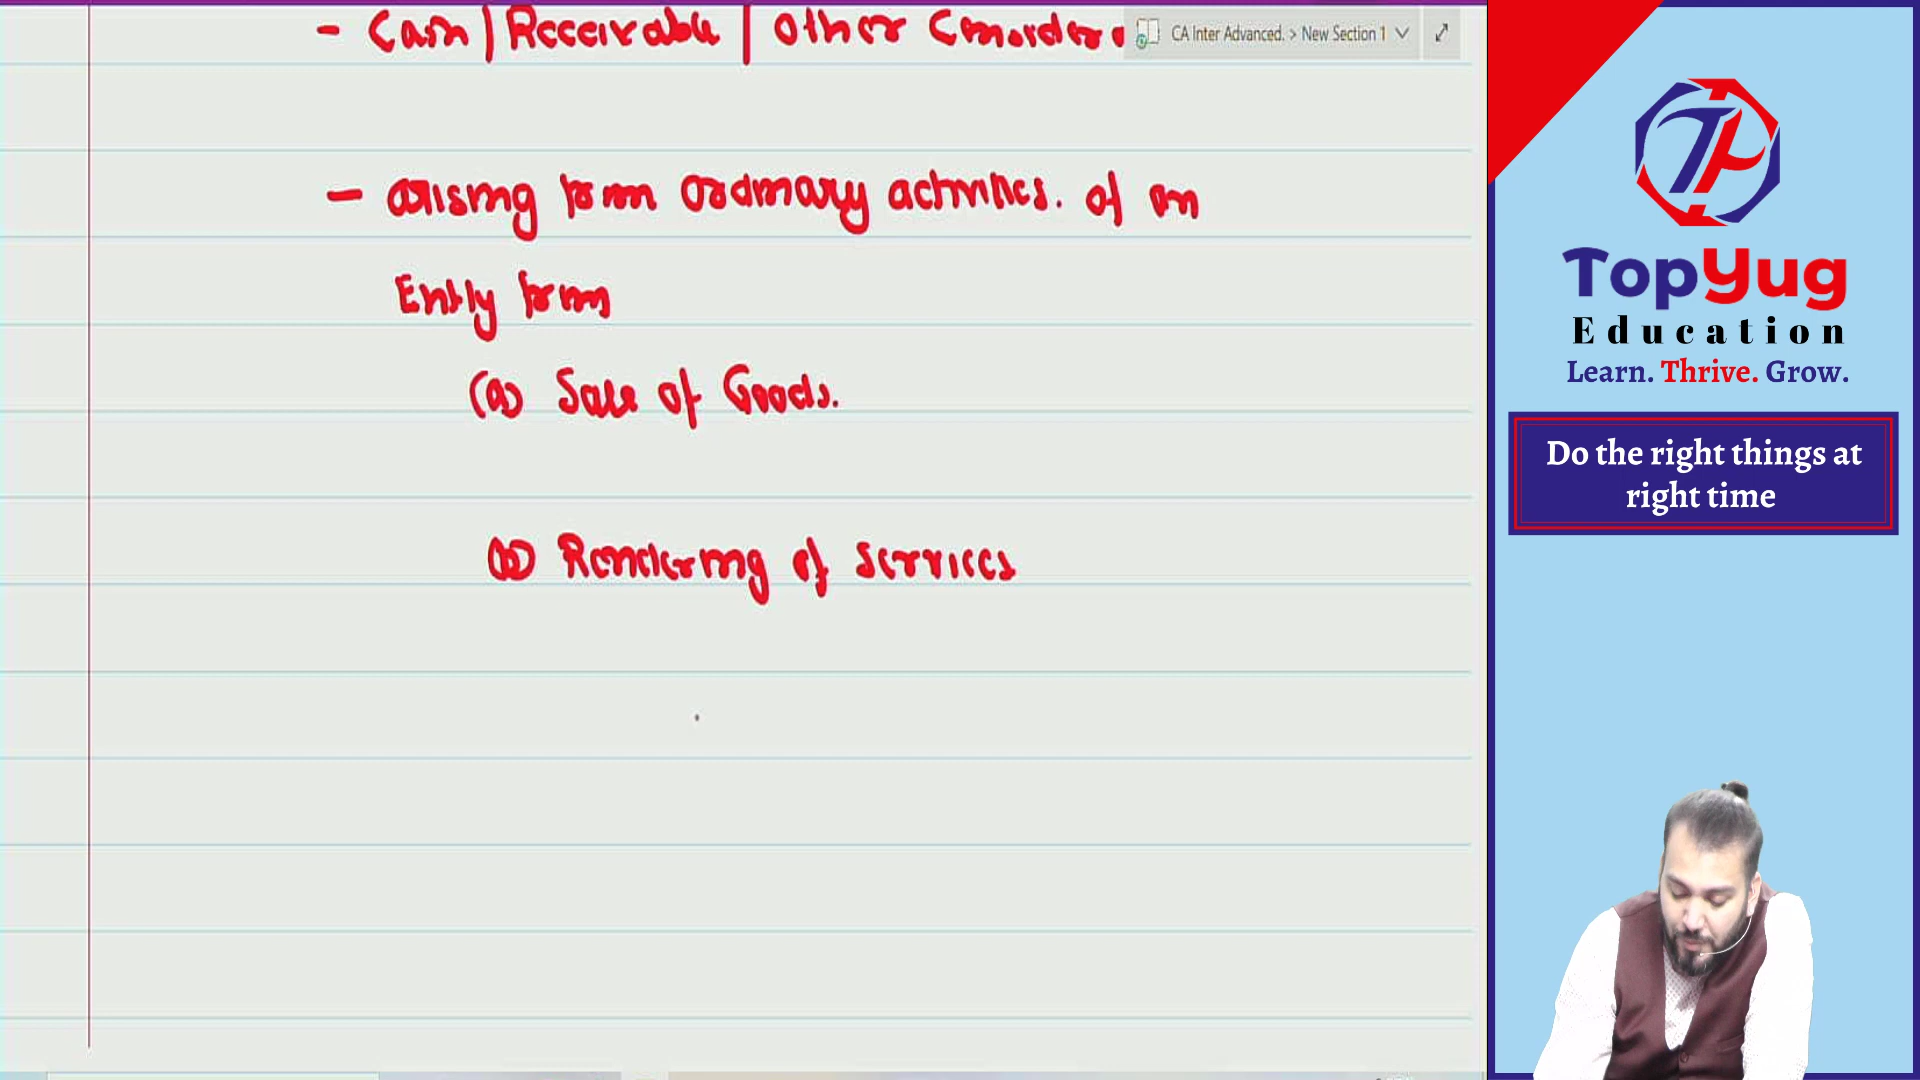 - Cash | Receivable | Other Considera
CA Inter Advanced. > New Section 1
- arising from ordinary activities. of an
Entity from
(a) Sale of Goods.
(b) Rendering of services
TopYug
Education
Learn. Thrive. Grow.
Do the right things at
right time